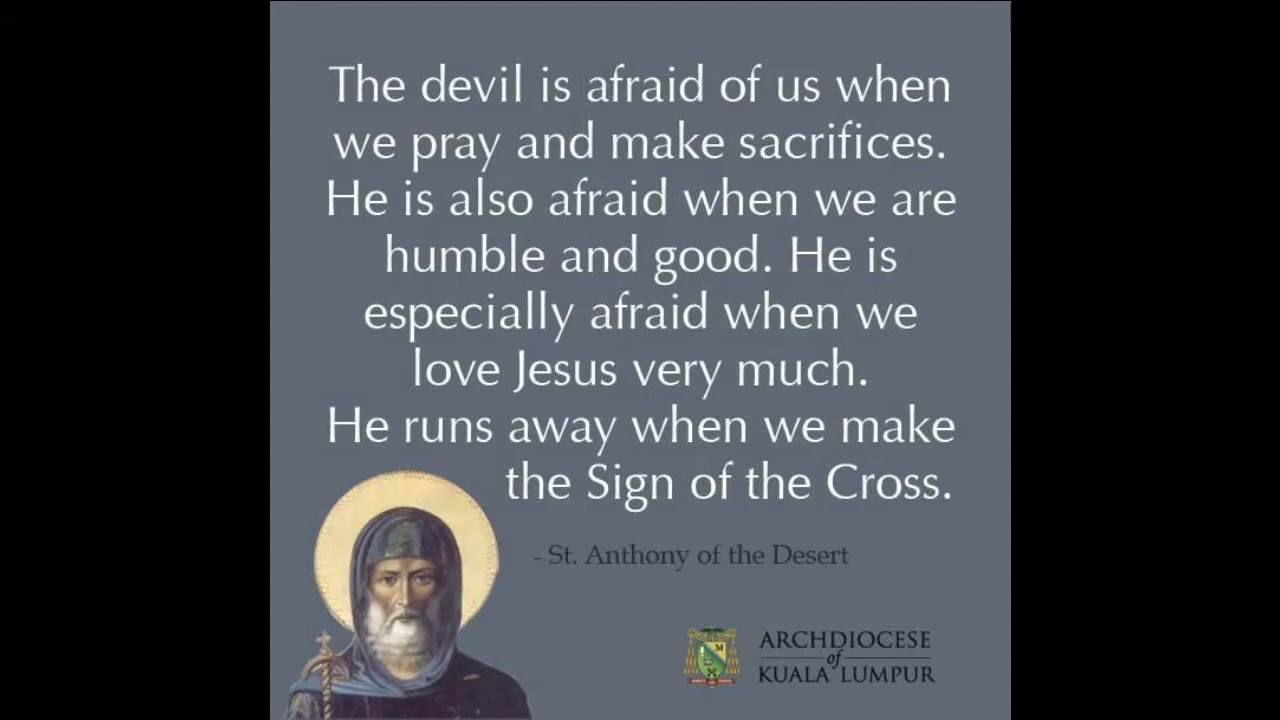 The devil is afraid of us when
we pray and make sacrifices.
He is also afraid when we are
humble and good. He is
especially afraid when we
love Jesus very much.
He runs away when we make
the Sign of the Cross.
- St. Anthony of the Desert
ARCHDIOCESE
of
KUALA LUMPUR